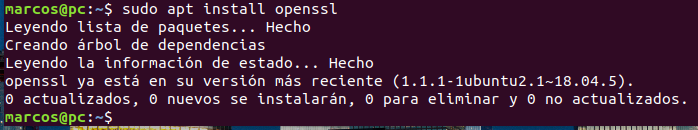 marcos@pc:~$ sudo apt install openssl
Leyendo lista de paquetes... Hecho
Creando árbol de dependencias
Leyendo la información de estado... Hecho
openssl ya está en su versión más reciente (1.1.1-1ubuntu2.1~18.04.5).
0 actualizados, 0 nuevos se instalarán, 0 para eliminar y 0 no actualizados.
marcos@pc:~$